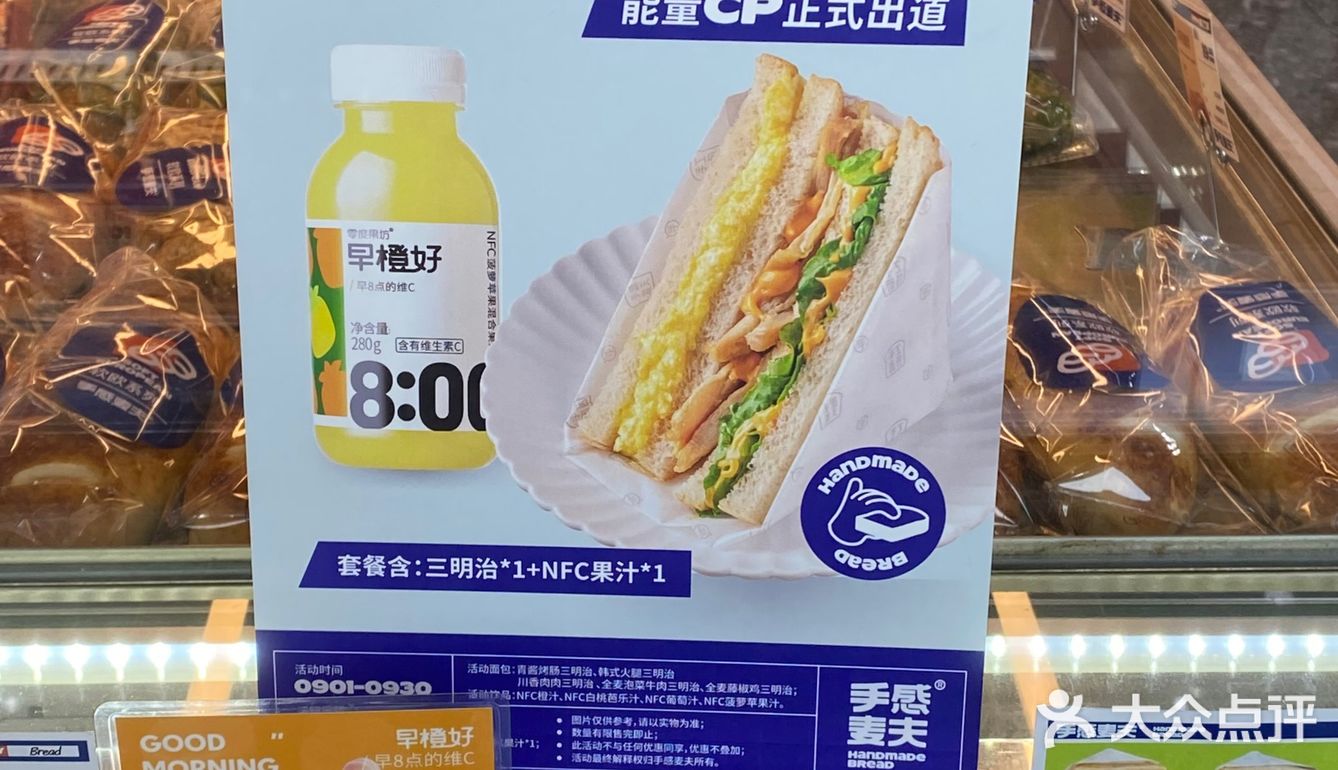 能量CP正式出道
零度果坊
早橙好
/ 早8点的维C
净含量:
280g
含有维生素C
8:00
NFC菠萝苹果混合果
HANDMADE
BREAD
套餐含:三明治*1+NFC果汁*1
活动时间
0901-0930
活动面包:青酱烤肠三明治、韩式火腿三明治
川香肉肉三明治、全麦泡菜牛肉三明治、全麦藤椒鸡三明治;
活动饮品:NFC橙汁、NFC白桃芭乐汁、NFC葡萄汁、NFC菠萝苹果汁。
果汁*1;
• 图片仅供参考,请以实物为准;
• 数量有限售完即止;
• 此活动不与任何优惠同享,优惠不叠加;
• 活动最终解释权归手感麦夫所有。
手感®
麦夫
HANDMADE
BREAD
Bread
GOOD
MORNING
早橙好
早8点的维C
手感麦夫
大众点评